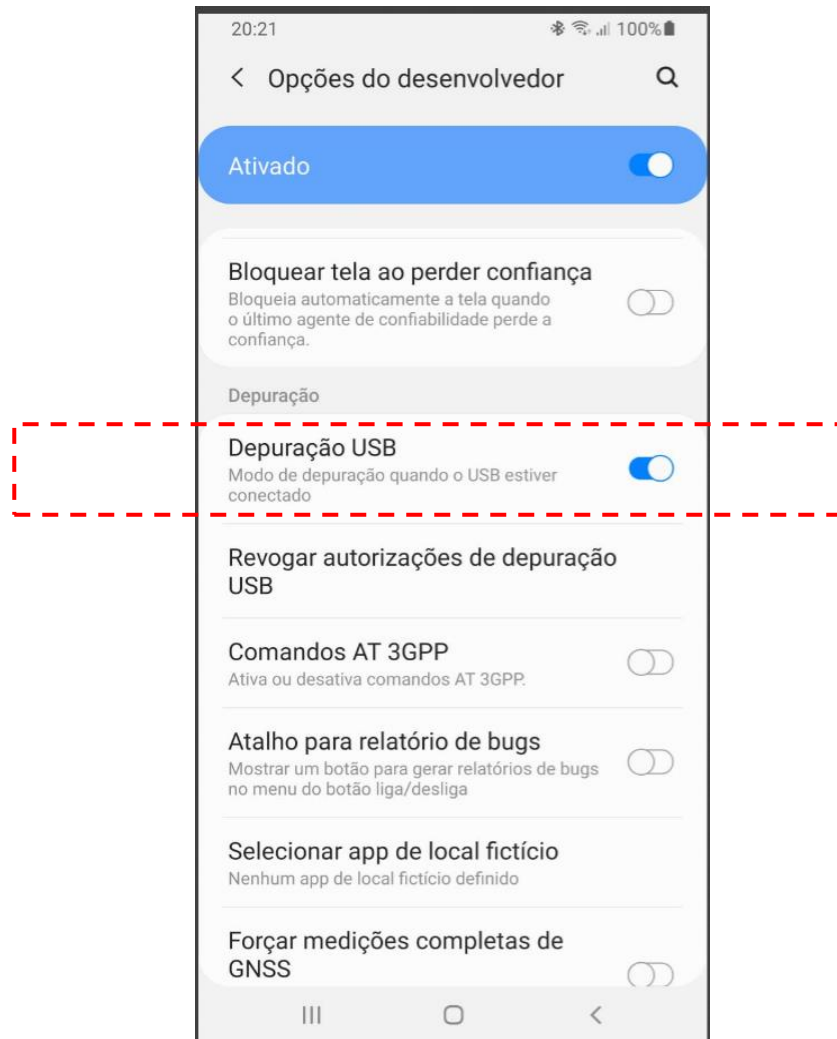 20:21
100%
Opções do desenvolvedor
Ativado
Bloquear tela ao perder confiança
Bloqueia automaticamente a tela quando
o último agente de confiabilidade perde a
confiança.
Depuração
Depuração USB
Modo de depuração quando o USB estiver
conectado
Revogar autorizações de depuração
USB
Comandos AT 3GPP
Ativa ou desativa comandos AT 3GPP.
Atalho para relatório de bugs
Mostrar um botão para gerar relatórios de bugs
no menu do botão liga/desliga
Selecionar app de local fictício
Nenhum app de local fictício definido
Forçar medições completas de
GNSS